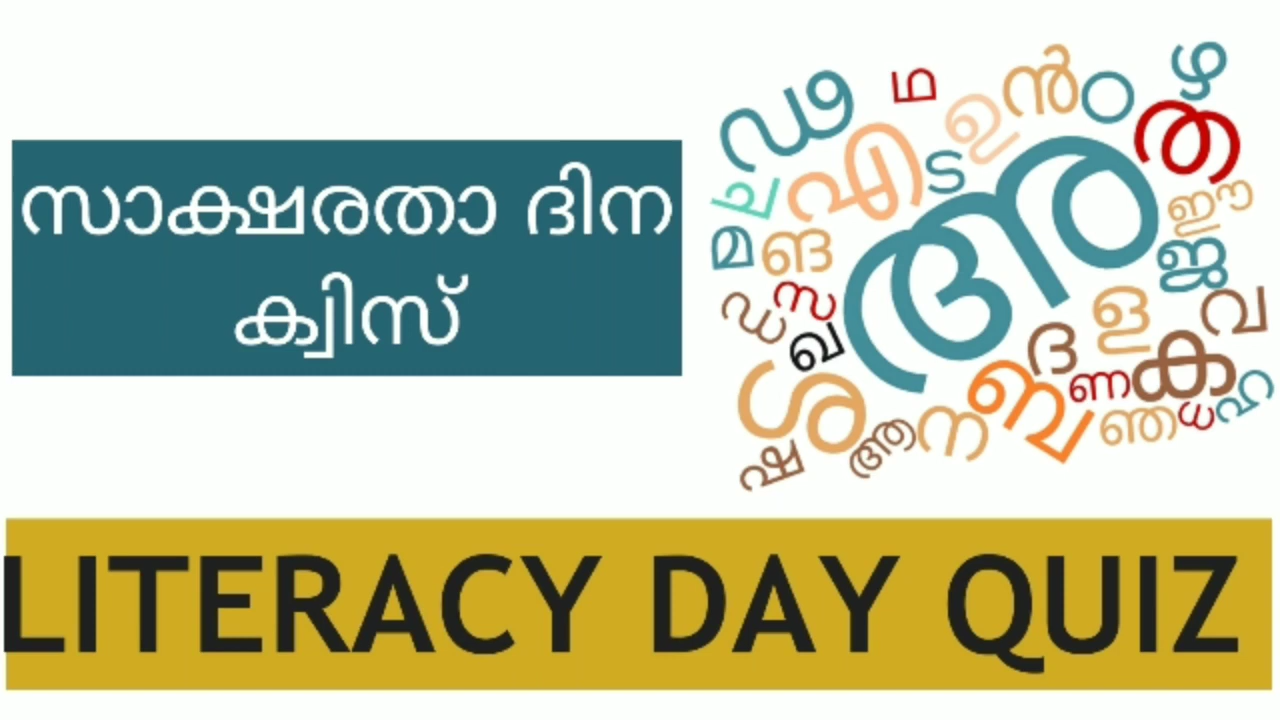 സാക്ഷരതാ ദിന
ക്വിസ്
ഡ
ഥ
ഉ
ൻ
ഠ
ഴ
ത
എ
ട
അ
ഈ
ജ
മ
ങ
സ
ഡ
ഖ
ള
വ
ദ
ക
ണ
ബ
ഞ
ഹ
ശ
ഷ
ആ
ന
LITERACY DAY QUIZ